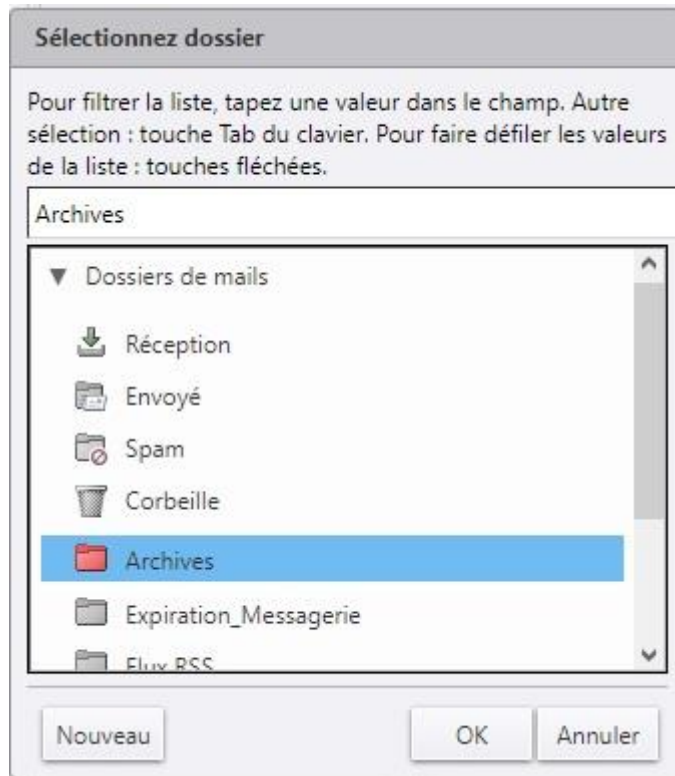 Sélectionnez dossier
Pour filtrer la liste, tapez une valeur dans le champ. Autre
sélection : touche Tab du clavier. Pour faire défiler les valeurs
de la liste : touches fléchées.
Archives
Dossiers de mails
Réception
Envoyé
Spam
Corbeille
Archives
Expiration_Messagerie
Flux RSS
Nouveau OK Annuler